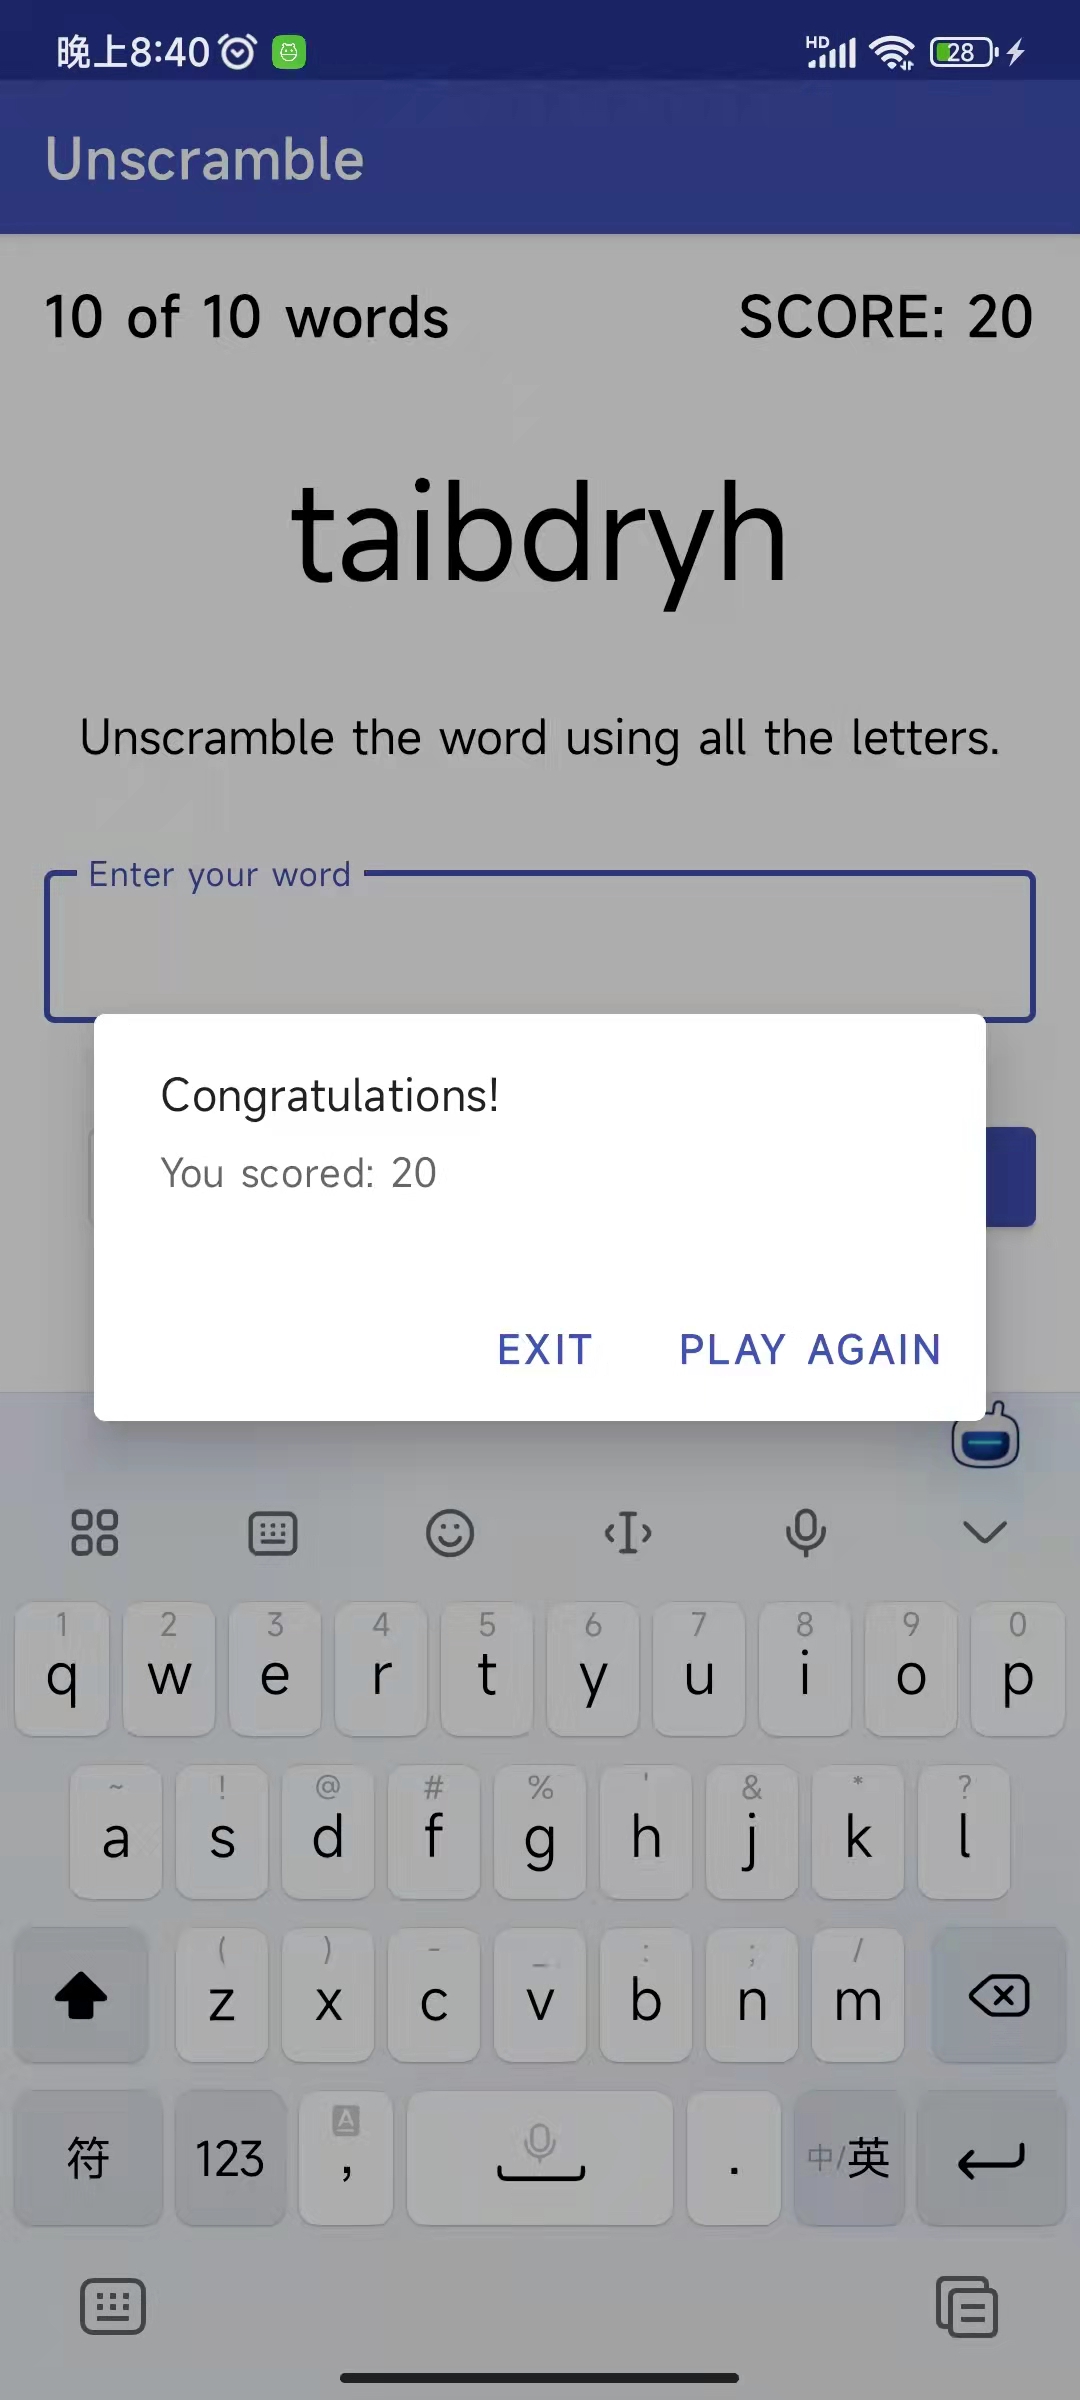 晚上8:40 HD 28
Unscramble
10 of 10 words SCORE: 20
taibdryh
Unscramble the word using all the letters.
Enter your word
Congratulations!
You scored: 20
EXIT PLAY AGAIN
1 2 3 4 5 6 7 8 9 0
q w e r t y u i o p
~ ! @ # % ' & * ?
a s d f g h j k l
( ) - _ : ; /
z x c v b n m
符 123 A , . 中/英